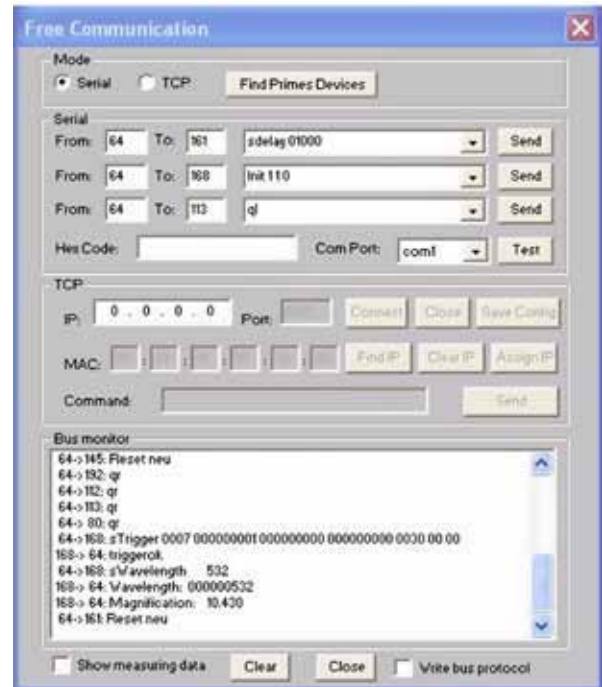 Free Communication
Mode
Serial TCP Find Primes Devices
Serial
From: 64 To: 161 sdelay 01000 Send
From: 64 To: 168 Init 110 Send
From: 64 To: 113 ql Send
Hex Code: Com Port: com1 Test
TCP
IP: 0 . 0 . 0 . 0 Port: Connect Close Save Config
MAC: : : : : : Find IP Clear IP Assign IP
Command: Send
Bus monitor
64->145: Reset neu
64->192: qr
64->112: qr
64->113: qr
64-> 80: qr
64->168: sTrigger 0007 000000001 000000000 000000000 0030 00 00
168-> 64: triggerok
64->168: sWavelength 532
168-> 64: Wavelength: 000000532
168-> 64: Magnification: 10.430
64->161: Reset neu
Show measuring data Clear Close Write bus protocol